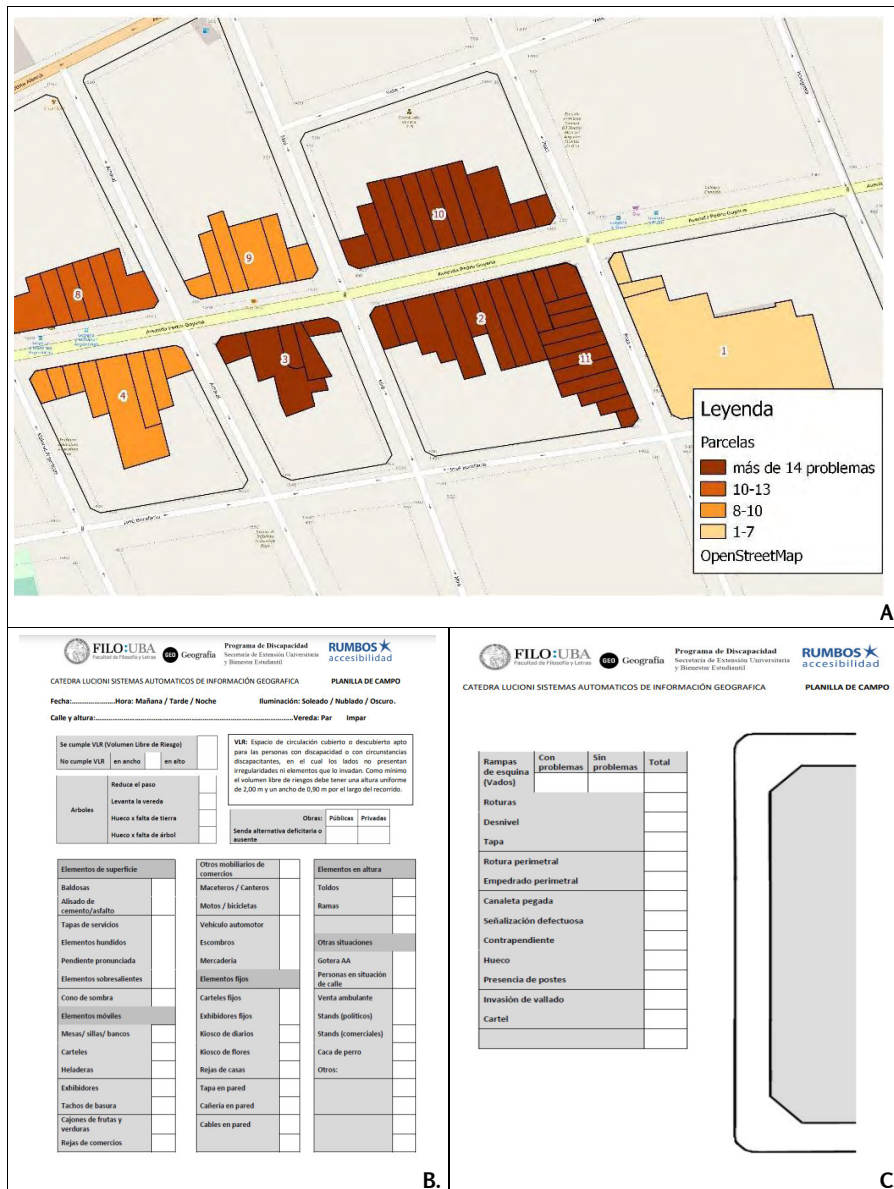 Avenida Pedro Goyena
Avenida Pedro Goyena
Avenida Pedro Goyena
José Bonifacio
José Bonifacio
10
9
8
2
3
4
11
1
Leyenda
Parcelas
más de 14 problemas
10-13
8-10
1-7
OpenStreetMap
A
FILO:UBA
Facultad de Filosofía y Letras
GEO Geografía
Programa de Discapacidad
Secretaría de Extensión Universitaria
y Bienestar Estudiantil
RUMBOS
accesibilidad
CATEDRA LUCIONI SISTEMAS AUTOMATICOS DE INFORMACIÓN GEOGRAFICA PLANILLA DE CAMPO
Fecha:......................Hora: Mañana / Tarde / Noche Iluminación: Soleado / Nublado / Oscuro.
Calle y altura:..........................................................................Vereda: Par Impar
Se cumple VLR (Volumen Libre de Riesgo)
No cumple VLR en ancho en alto
VLR: Espacio de circulación cubierto o descubierto apto
para las personas con discapacidad o con circunstancias
discapacitantes, en el cual los lados no presentan
irregularidades ni elementos que lo invadan. Como mínimo
el volumen libre de riesgos debe tener una altura uniforme
de 2,00 m y un ancho de 0,90 m por el largo del recorrido.
Arboles
Reduce el paso
Levanta la vereda
Hueco x falta de tierra
Hueco x falta de árbol
Obras: Públicas Privadas
Senda alternativa deficitaria o
ausente
Elementos de superficie
Baldosas
Alisado de
cemento/asfalto
Tapas de servicios
Elementos hundidos
Pendiente pronunciada
Elementos sobresalientes
Cono de sombra
Elementos móviles
Mesas/ sillas/ bancos
Carteles
Heladeras
Exhibidores
Tachos de basura
Cajones de frutas y
verduras
Rejas de comercios
Otros mobiliarios de
comercios
Maceteros / Canteros
Motos / bicicletas
Vehículo automotor
Escombros
Mercadería
Elementos fijos
Carteles fijos
Exhibidores fijos
Kiosco de diarios
Kiosco de flores
Rejas de casas
Tapa en pared
Cañería en pared
Cables en pared
Elementos en altura
Toldos
Ramas
Otras situaciones
Gotera AA
Personas en situación
de calle
Venta ambulante
Stands (políticos)
Stands (comerciales)
Caca de perro
Otros:
B.
FILO:UBA
Facultad de Filosofía y Letras
GEO Geografía
Programa de Discapacidad
Secretaría de Extensión Universitaria
y Bienestar Estudiantil
RUMBOS
accesibilidad
CATEDRA LUCIONI SISTEMAS AUTOMATICOS DE INFORMACIÓN GEOGRAFICA PLANILLA DE CAMPO
Rampas
de esquina
(Vados)
Con
problemas
Sin
problemas
Total
Roturas
Desnivel
Tapa
Rotura perimetral
Empedrado perimetral
Canaleta pegada
Señalización defectuosa
Contrapendiente
Hueco
Presencia de postes
Invasión de vallado
Cartel
C